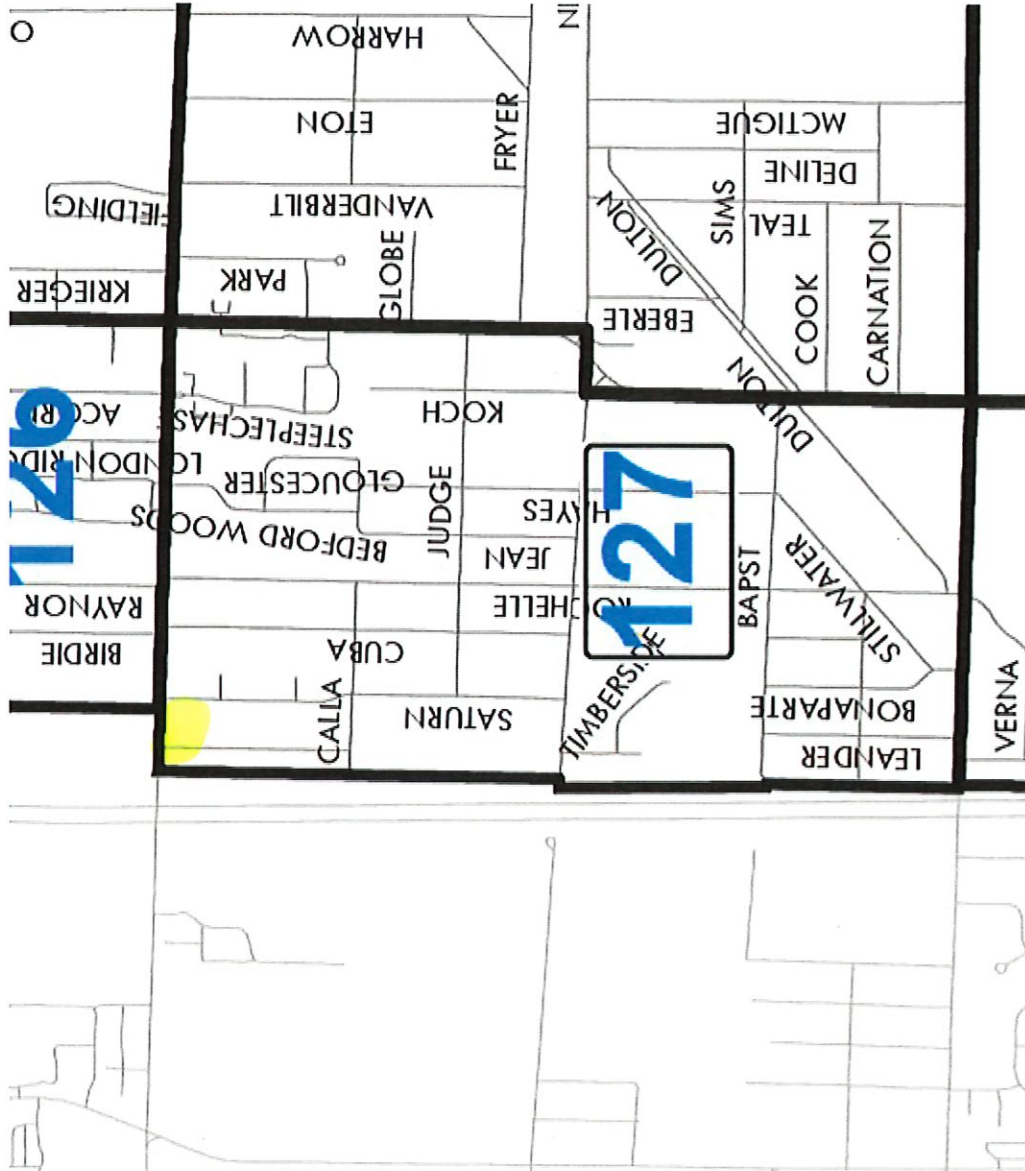 O
HARROW
ETON
FRYER
VANDERBILT
GLOBE
PARK
KRIEGER
MCTIGUE
DELINE
SIMS
TEAL
DULTON
COOK
CARNATION
EBERLE
DULTON
126
STEEPLECHASE
GLOUCESTER
BEDFORD WOODS
KOCH
JUDGE
HAYES
JEAN
ROCHELLE
127
BAPST
STILLWATER
RAYNOR
BIRDIE
CUBA
CALLA
SATURN
TIMBERSIDE
BONAPARTE
LEANDER
VERNA